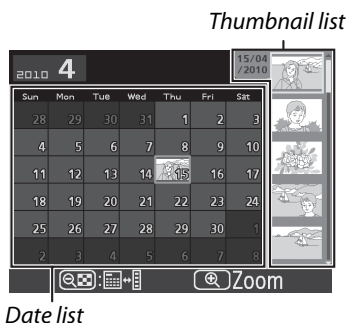 Thumbnail list
2010 4
15/04
/2010
Sun Mon Tue Wed Thu Fri Sat
28 29 30 31 1 2 3
4 5 6 7 8 9 10
11 12 13 14 15 16 17
18 19 20 21 22 23 24
25 26 27 28 29 30 1
2 3 4 5 6 7 8
: Zoom
Date list